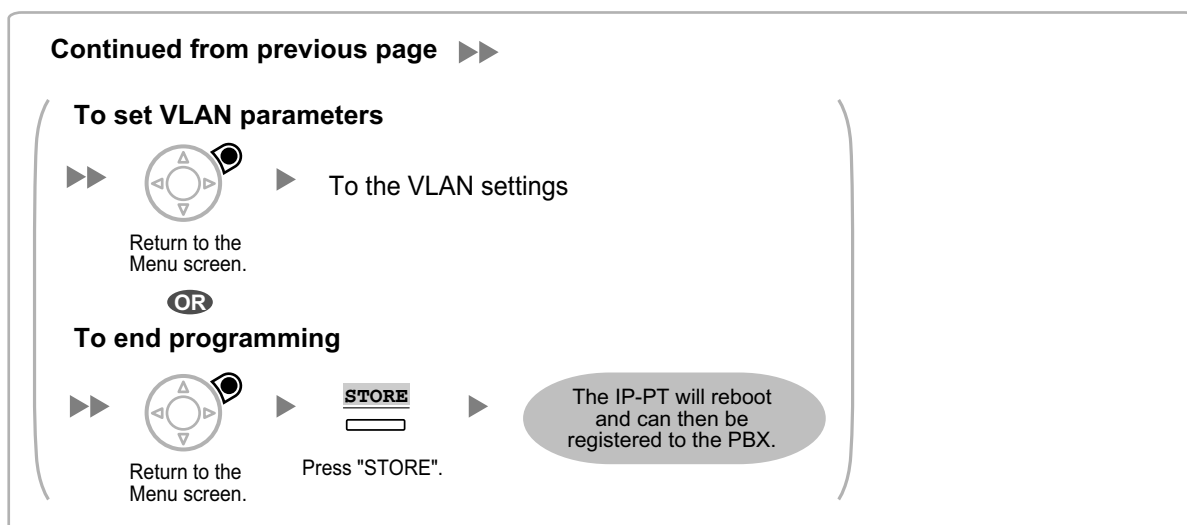 Continued from previous page
To set VLAN parameters
To the VLAN settings
Return to the
Menu screen.
OR
To end programming
STORE
The IP-PT will reboot
and can then be
registered to the PBX.
Return to the
Menu screen.
Press "STORE".